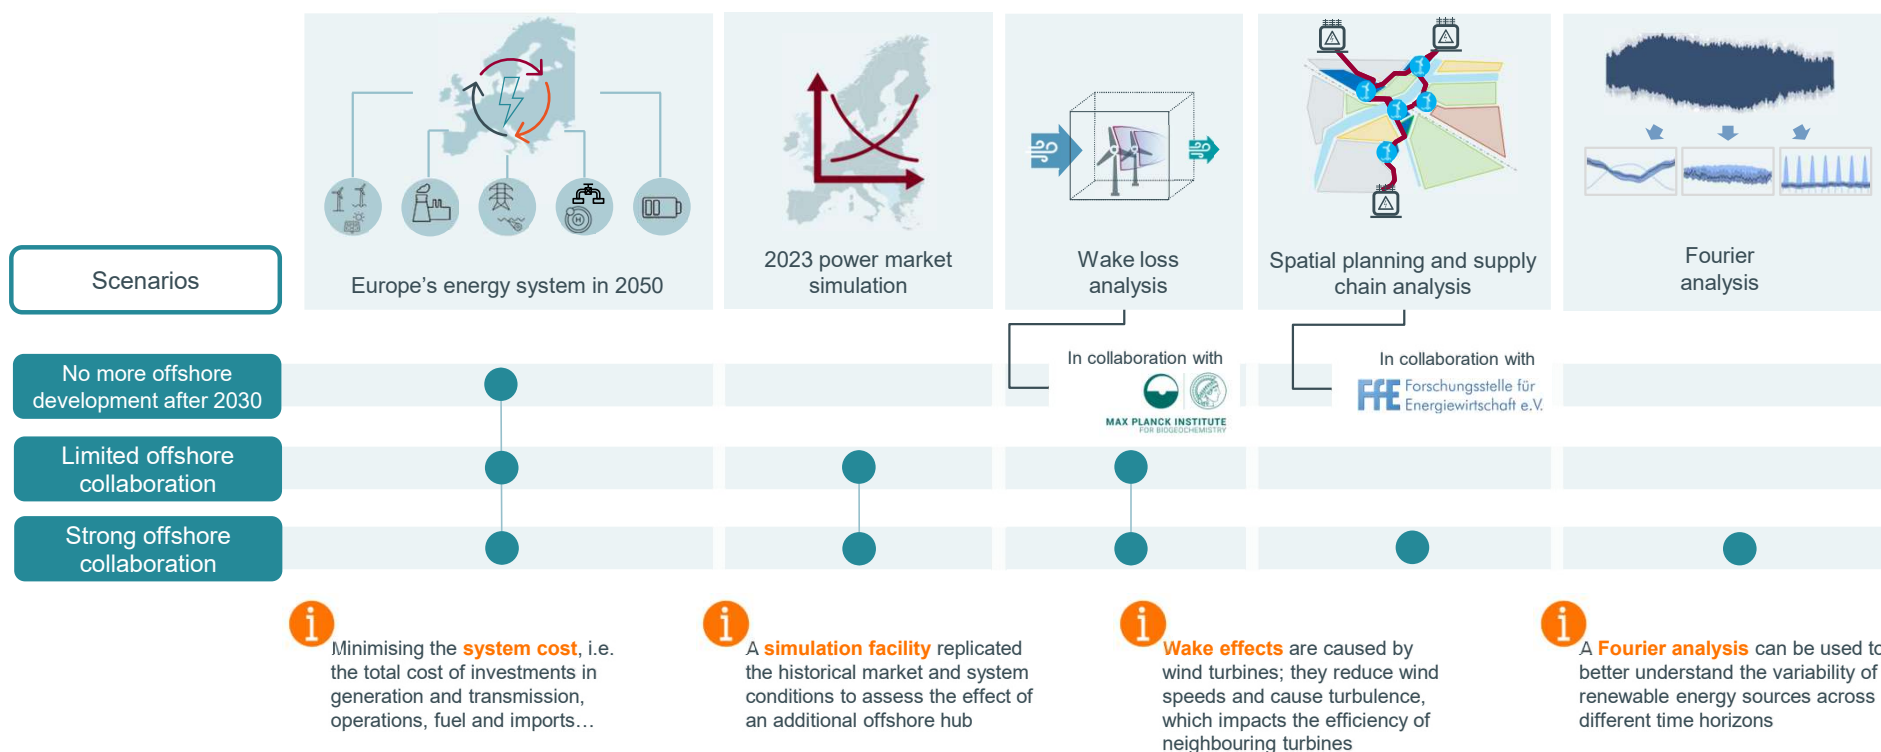 Scenarios
Europe's energy system in 2050
2023 power market
simulation
Wake loss
analysis
Spatial planning and supply
chain analysis
Fourier
analysis
In collaboration with
MAX PLANCK INSTITUTE
FOR BIOGEOCHEMISTRY
In collaboration with
FfE Forschungsstelle für
Energiewirtschaft e.V.
No more offshore
development after 2030
Limited offshore
collaboration
Strong offshore
collaboration
i
Minimising the system cost, i.e.
the total cost of investments in
generation and transmission,
operations, fuel and imports…
i
A simulation facility replicated
the historical market and system
conditions to assess the effect of
an additional offshore hub
i
Wake effects are caused by
wind turbines; they reduce wind
speeds and cause turbulence,
which impacts the efficiency of
neighbouring turbines
i
A Fourier analysis can be used to
better understand the variability of
renewable energy sources across
different time horizons